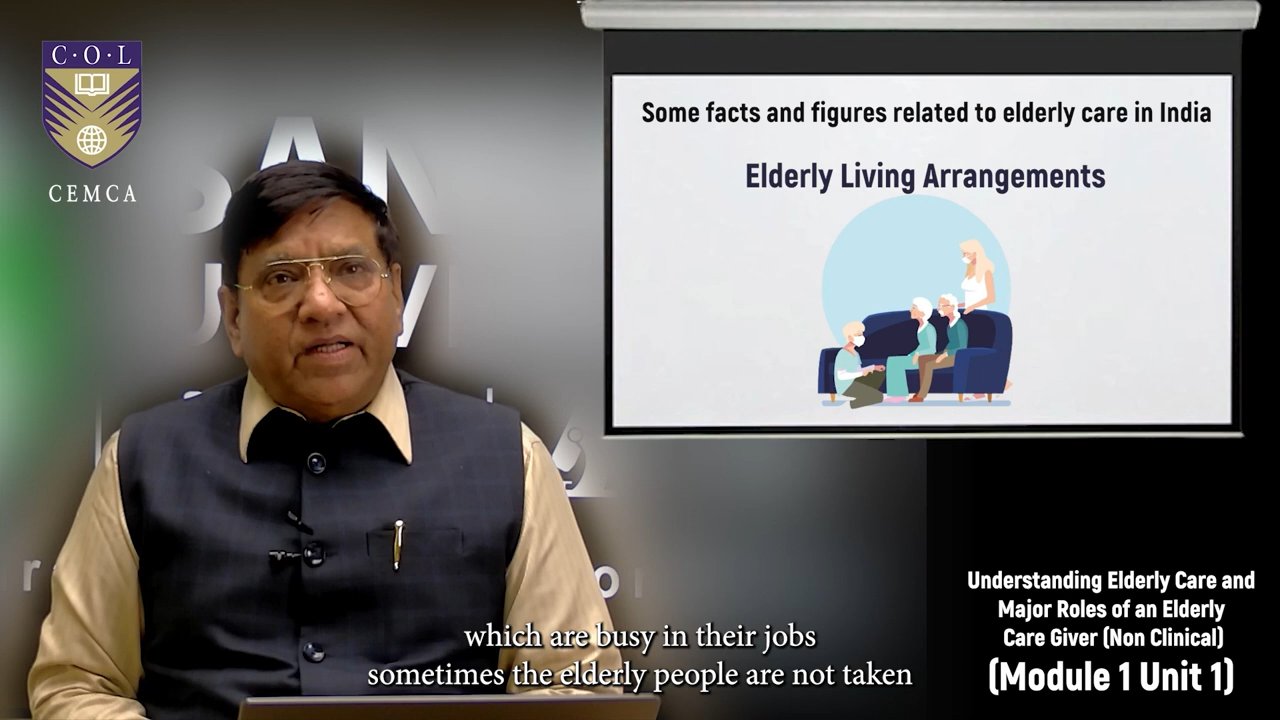 C·O·L
CEMCA
Some facts and figures related to elderly care in India
Elderly Living Arrangements
which are busy in their jobs
sometimes the elderly people are not taken
Understanding Elderly Care and
Major Roles of an Elderly
Care Giver (Non Clinical)
(Module 1 Unit 1)